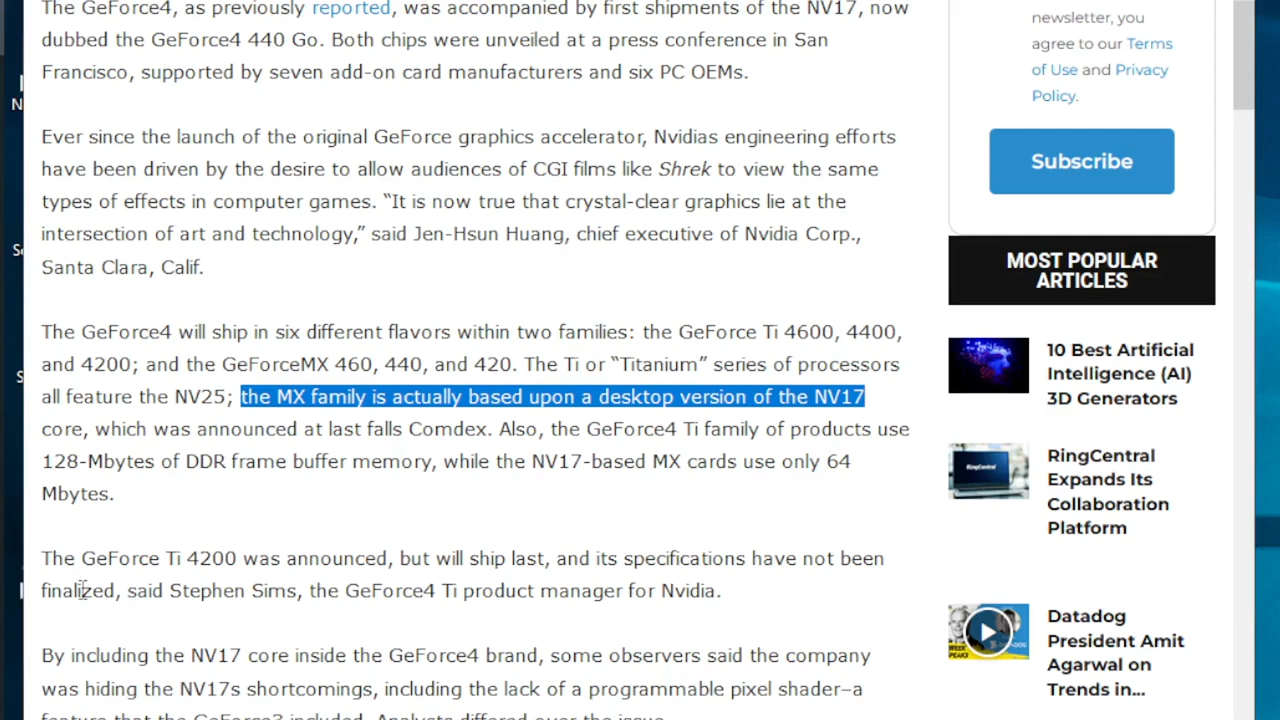 The GeForce4, as previously reported, was accompanied by first shipments of the NV17, now
dubbed the GeForce4 440 Go. Both chips were unveiled at a press conference in San
Francisco, supported by seven add-on card manufacturers and six PC OEMs.
Ever since the launch of the original GeForce graphics accelerator, Nvidias engineering efforts
have been driven by the desire to allow audiences of CGI films like Shrek to view the same
types of effects in computer games. “It is now true that crystal-clear graphics lie at the
intersection of art and technology,” said Jen-Hsun Huang, chief executive of Nvidia Corp.,
Santa Clara, Calif.
The GeForce4 will ship in six different flavors within two families: the GeForce Ti 4600, 4400,
and 4200; and the GeForceMX 460, 440, and 420. The Ti or “Titanium” series of processors
all feature the NV25; the MX family is actually based upon a desktop version of the NV17
core, which was announced at last falls Comdex. Also, the GeForce4 Ti family of products use
128-Mbytes of DDR frame buffer memory, while the NV17-based MX cards use only 64
Mbytes.
The GeForce Ti 4200 was announced, but will ship last, and its specifications have not been
finalized, said Stephen Sims, the GeForce4 Ti product manager for Nvidia.
By including the NV17 core inside the GeForce4 brand, some observers said the company
was hiding the NV17s shortcomings, including the lack of a programmable pixel shader–a
feature that the GeForce3 included. Analysts differed over the issue.
newsletter, you
agree to our Terms
of Use and Privacy
Policy.
Subscribe
MOST POPULAR
ARTICLES
10 Best Artificial
Intelligence (AI)
3D Generators
RingCentral
RingCentral
Expands Its
Collaboration
Platform
Datadog
President Amit
Agarwal on
Trends in...